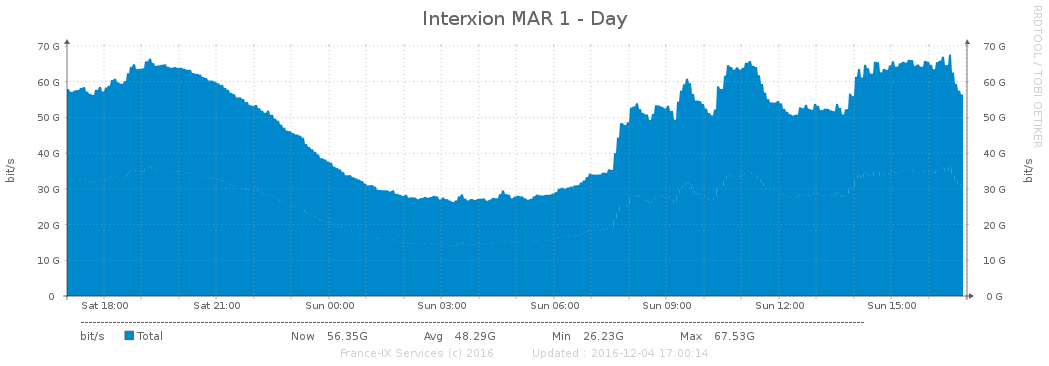 Interxion MAR 1 - Day
RRDTOOL / TOBI OETIKER
70 G 70 G
60 G 60 G
50 G 50 G
40 G 40 G
30 G 30 G
20 G 20 G
10 G 10 G
0 0 G
bit/s bit/s
Sat 18:00 Sat 21:00 Sun 00:00 Sun 03:00 Sun 06:00 Sun 09:00 Sun 12:00 Sun 15:00
bit/s Total Now 56.35G Avg 48.29G Min 26.23G Max 67.53G
France-IX Services (c) 2016 Updated : 2016-12-04 17:00:14